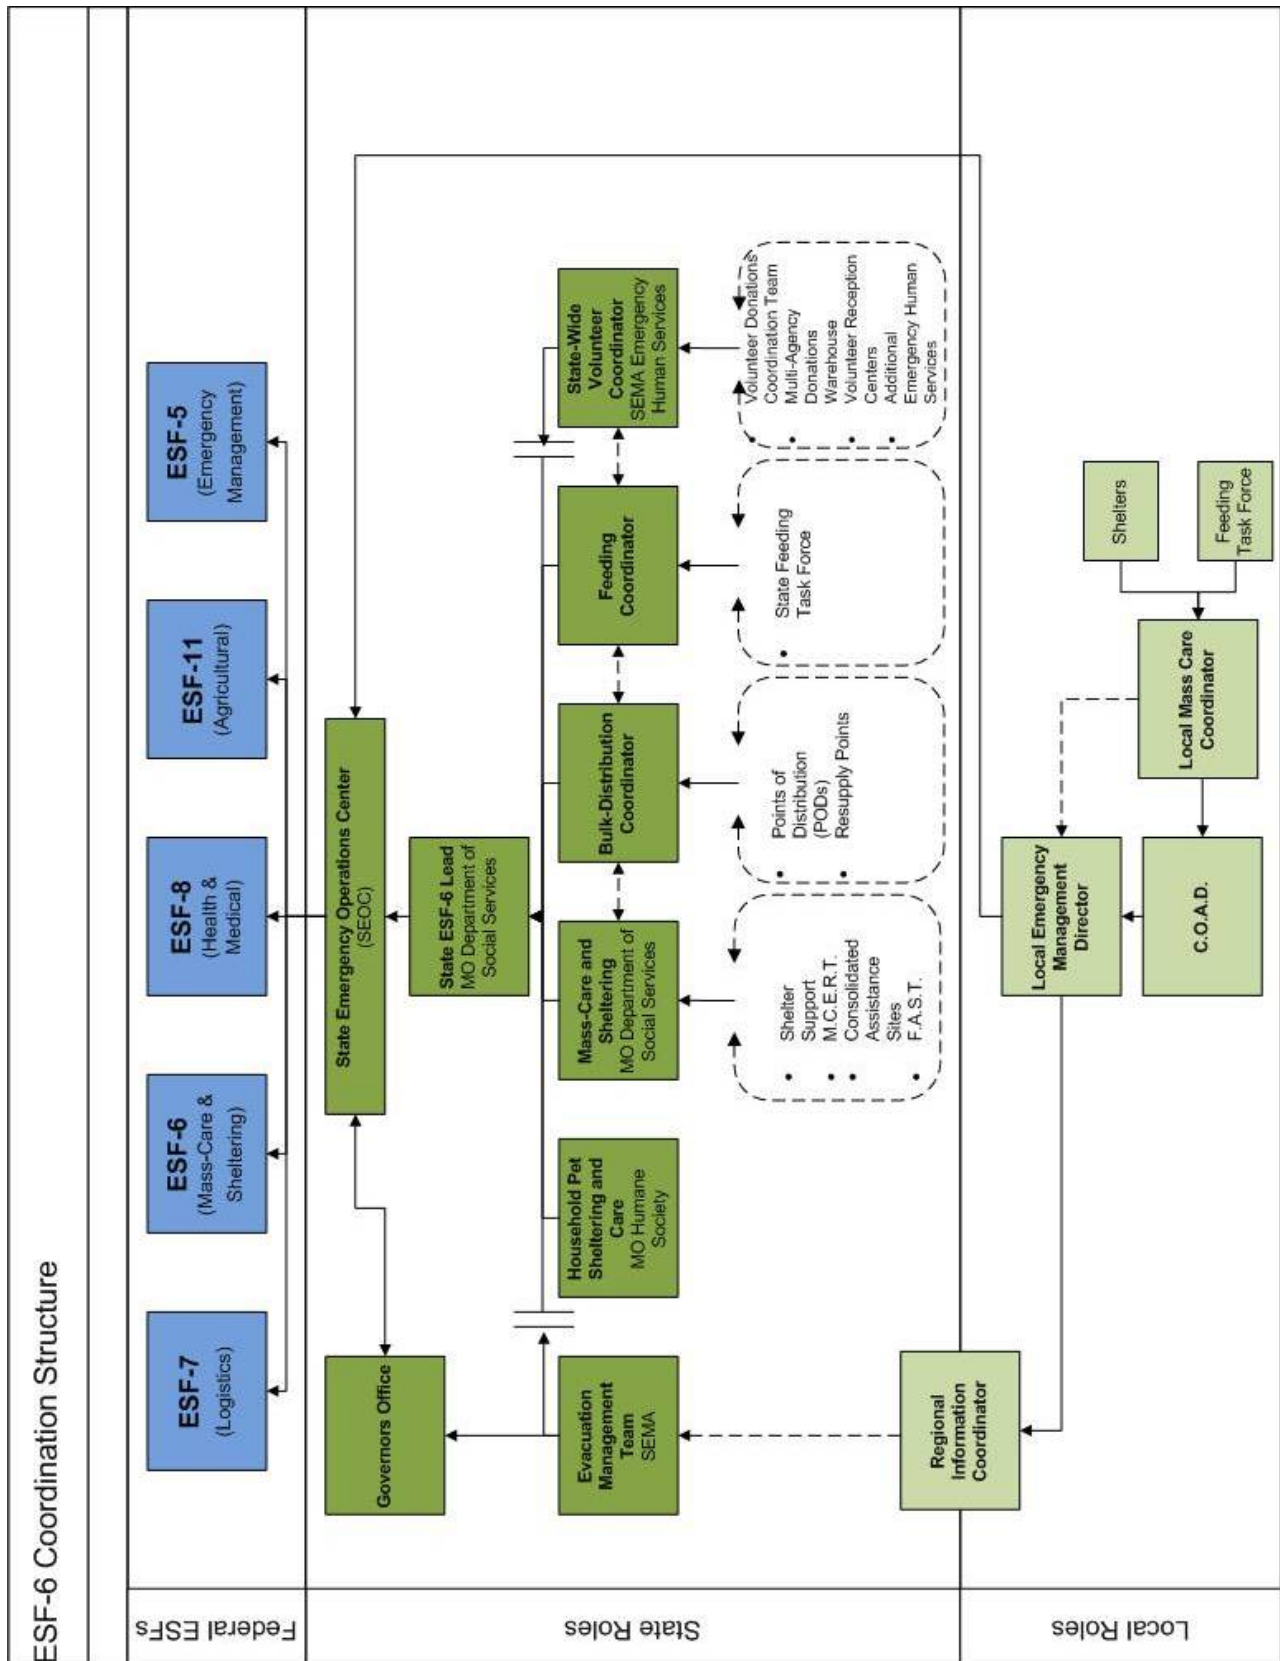 ESF-6 Coordination Structure
Federal ESFs
ESF-7
(Logistics)
ESF-6
(Mass-Care &
Sheltering)
ESF-8
(Health &
Medical)
ESF-11
(Agricultural)
ESF-5
(Emergency
Management)
State Roles
Governors Office
State Emergency Operations Center
(SEOC)
State ESF-6 Lead
MO Department of
Social Services
Evacuation
Management
Team
SEMA
Household Pet
Sheltering and
Care
MO Humane
Society
Mass-Care and
Sheltering
MO Department of
Social Services
Bulk-Distribution
Coordinator
Feeding
Coordinator
State-Wide
Volunteer
Coordinator
SEMA Emergency
Human Services
• Shelter
Support
• M.C.E.R.T.
• Consolidated
Assistance
Sites
• F.A.S.T.
• Points of
Distribution
(PODs)
• Resupply Points
• State Feeding
Task Force
• Volunteer Donations
Coordination Team
• Multi-Agency
Donations
Warehouse
• Volunteer Reception
Centers
• Additional
Emergency Human
Services
Local Roles
Regional
Information
Coordinator
Local Emergency
Management
Director
C.O.A.D.
Local Mass Care
Coordinator
Shelters
Feeding
Task Force